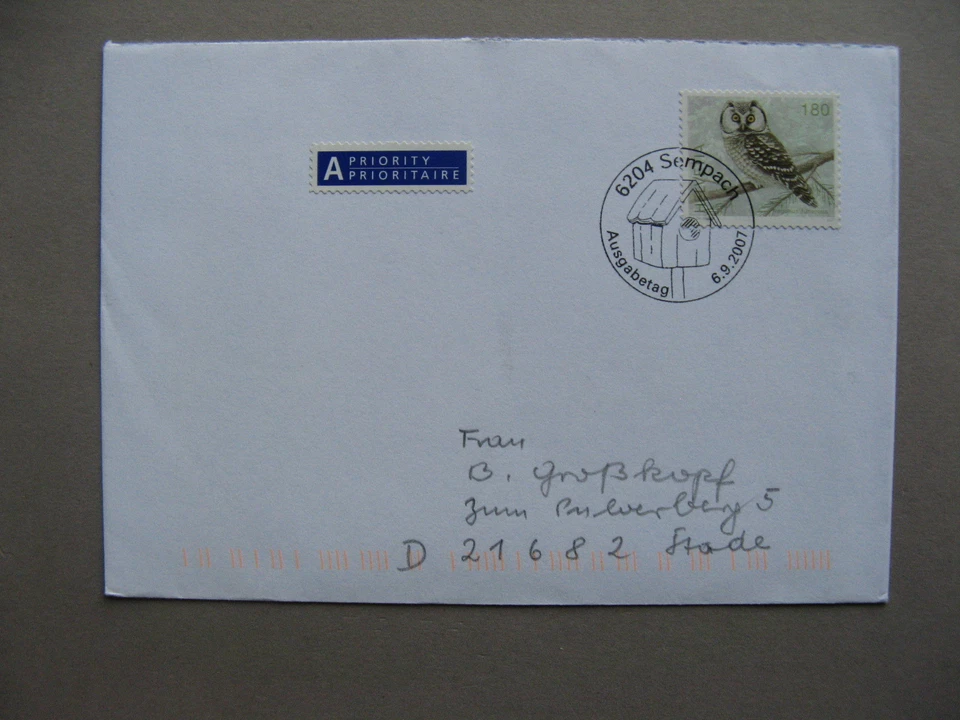 A PRIORITY
PRIORITAIRE
180
6204 Sempach
Ausgabetag 6.9.2007
Frau
B. Großkopf
Zum Pulverberg 5
D 21682 Stade